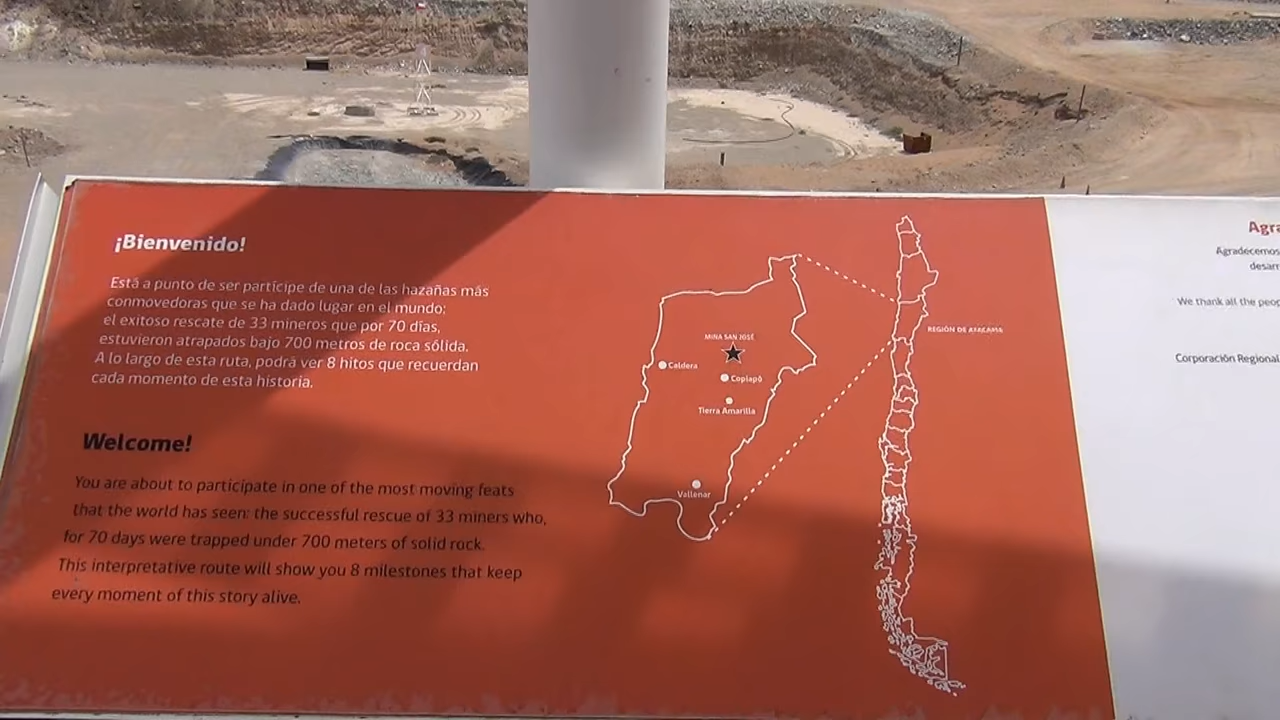 ¡Bienvenido!
Está a punto de ser partícipe de una de las hazañas más
conmovedoras que se ha dado lugar en el mundo:
el exitoso rescate de 33 mineros que por 70 días,
estuvieron atrapados bajo 700 metros de roca sólida.
A lo largo de esta ruta, podrá ver 8 hitos que recuerdan
cada momento de esta historia.
Welcome!
You are about to participate in one of the most moving feats
that the world has seen: the successful rescue of 33 miners who,
for 70 days were trapped under 700 meters of solid rock.
This interpretative route will show you 8 milestones that keep
every moment of this story alive.
MINA SAN JOSÉ
Caldera
Copiapó
Tierra Amarilla
Vallenar
REGIÓN DE ATACAMA
Agra
Agradecemos
desarr
We thank all the peop
Corporación Regional